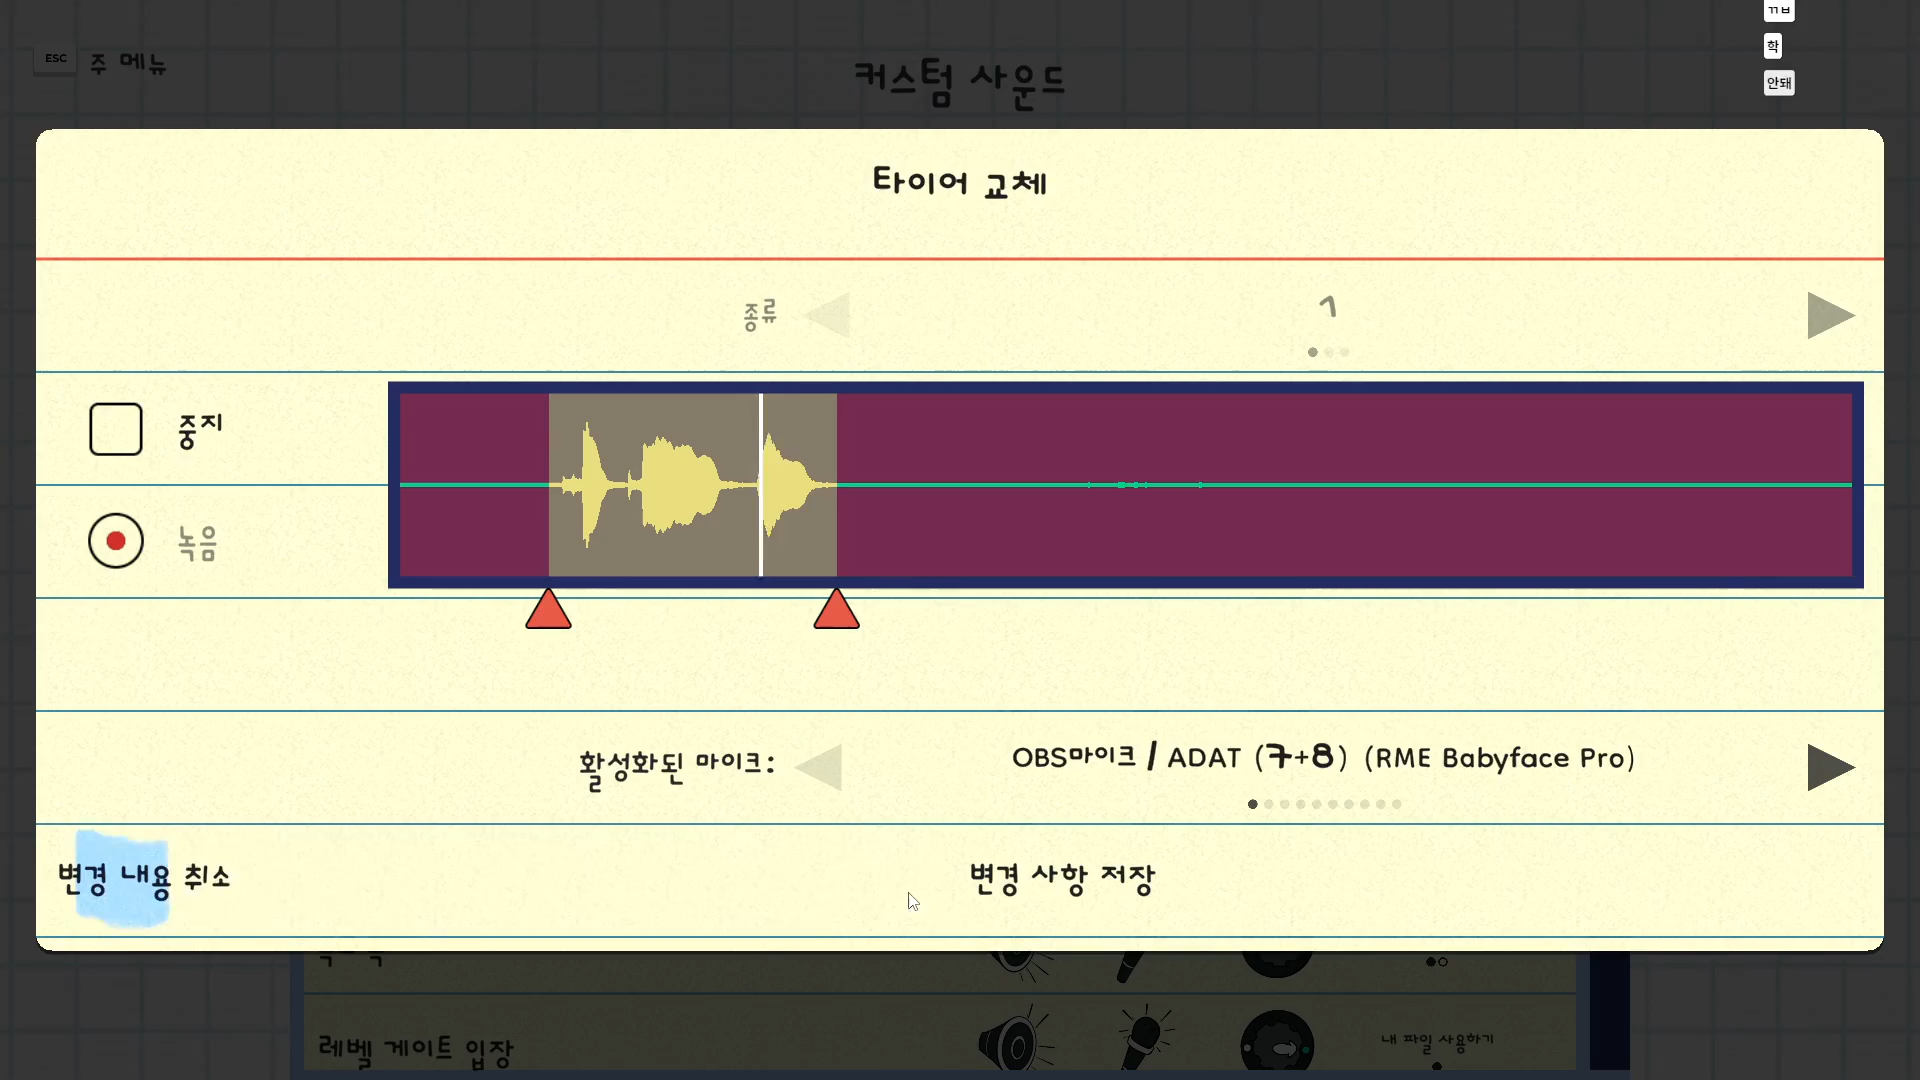 ㄲㅂ
ESC 주 메뉴
커스텀 사운드
학
안돼
타이어 교체
종류
1
중지
녹음
활성화된 마이크: OBS마이크 / ADAT (7+8) (RME Babyface Pro)
변경 내용 취소
변경 사항 저장
레벨 게이트 입장
내 파일 사용하기